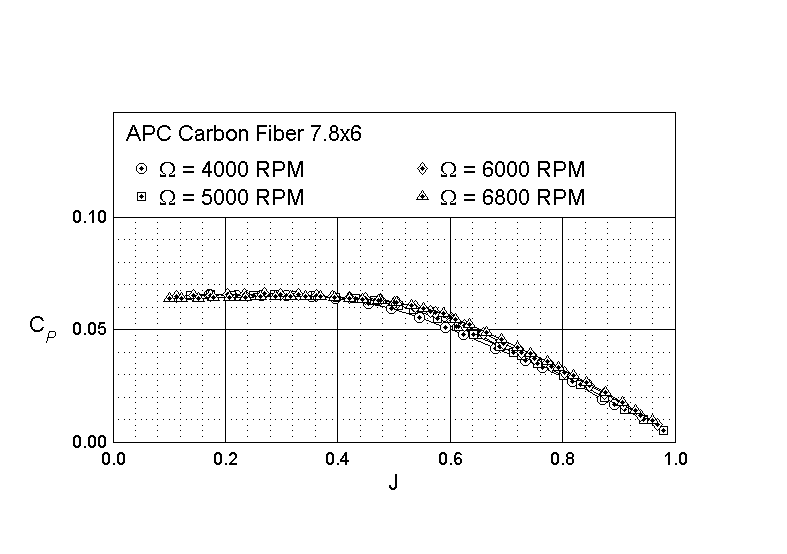 APC Carbon Fiber 7.8x6
Ω = 4000 RPM
Ω = 6000 RPM
Ω = 5000 RPM
Ω = 6800 RPM
0.10
C_P
0.05
0.00
0.0 0.2 0.4 0.6 0.8 1.0
J